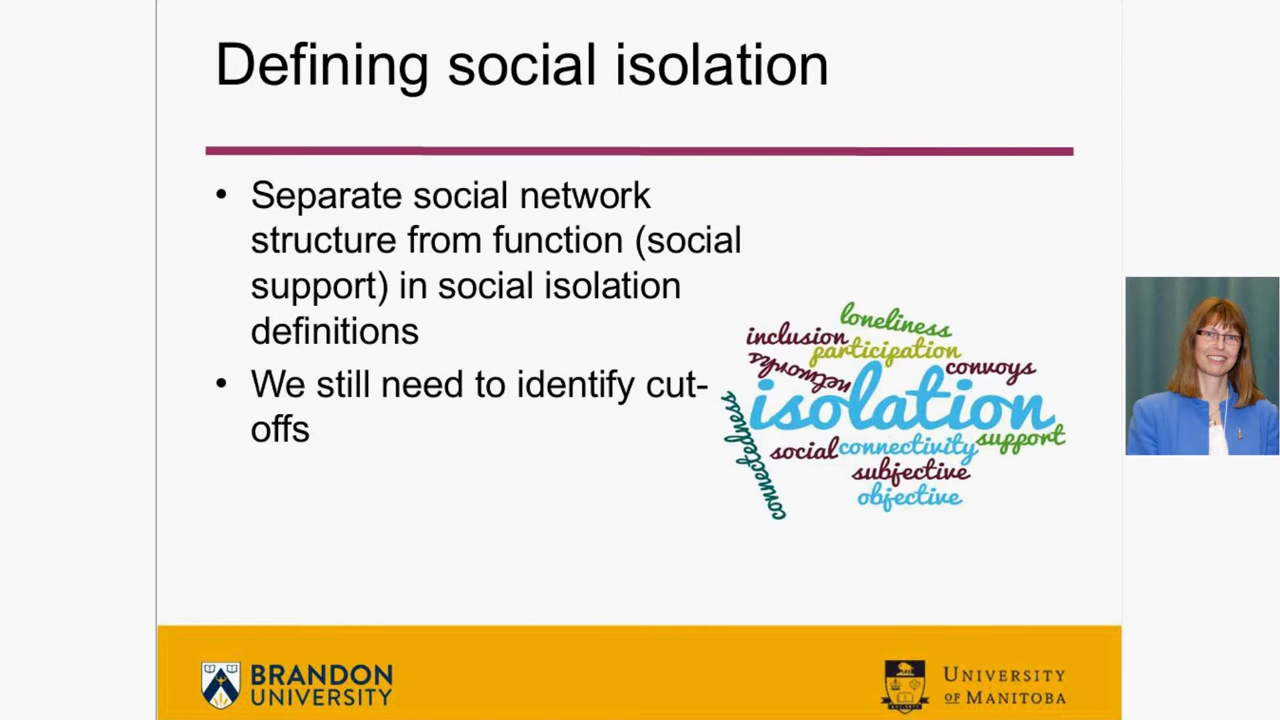 Defining social isolation
• Separate social network
structure from function (social
support) in social isolation
definitions
• We still need to identify cut-
offs
loneliness
inclusion
participation
networks
convoys
isolation
connectedness
social
connectivity
support
subjective
objective
BRANDON
UNIVERSITY
UNIVERSITY
OF MANITOBA